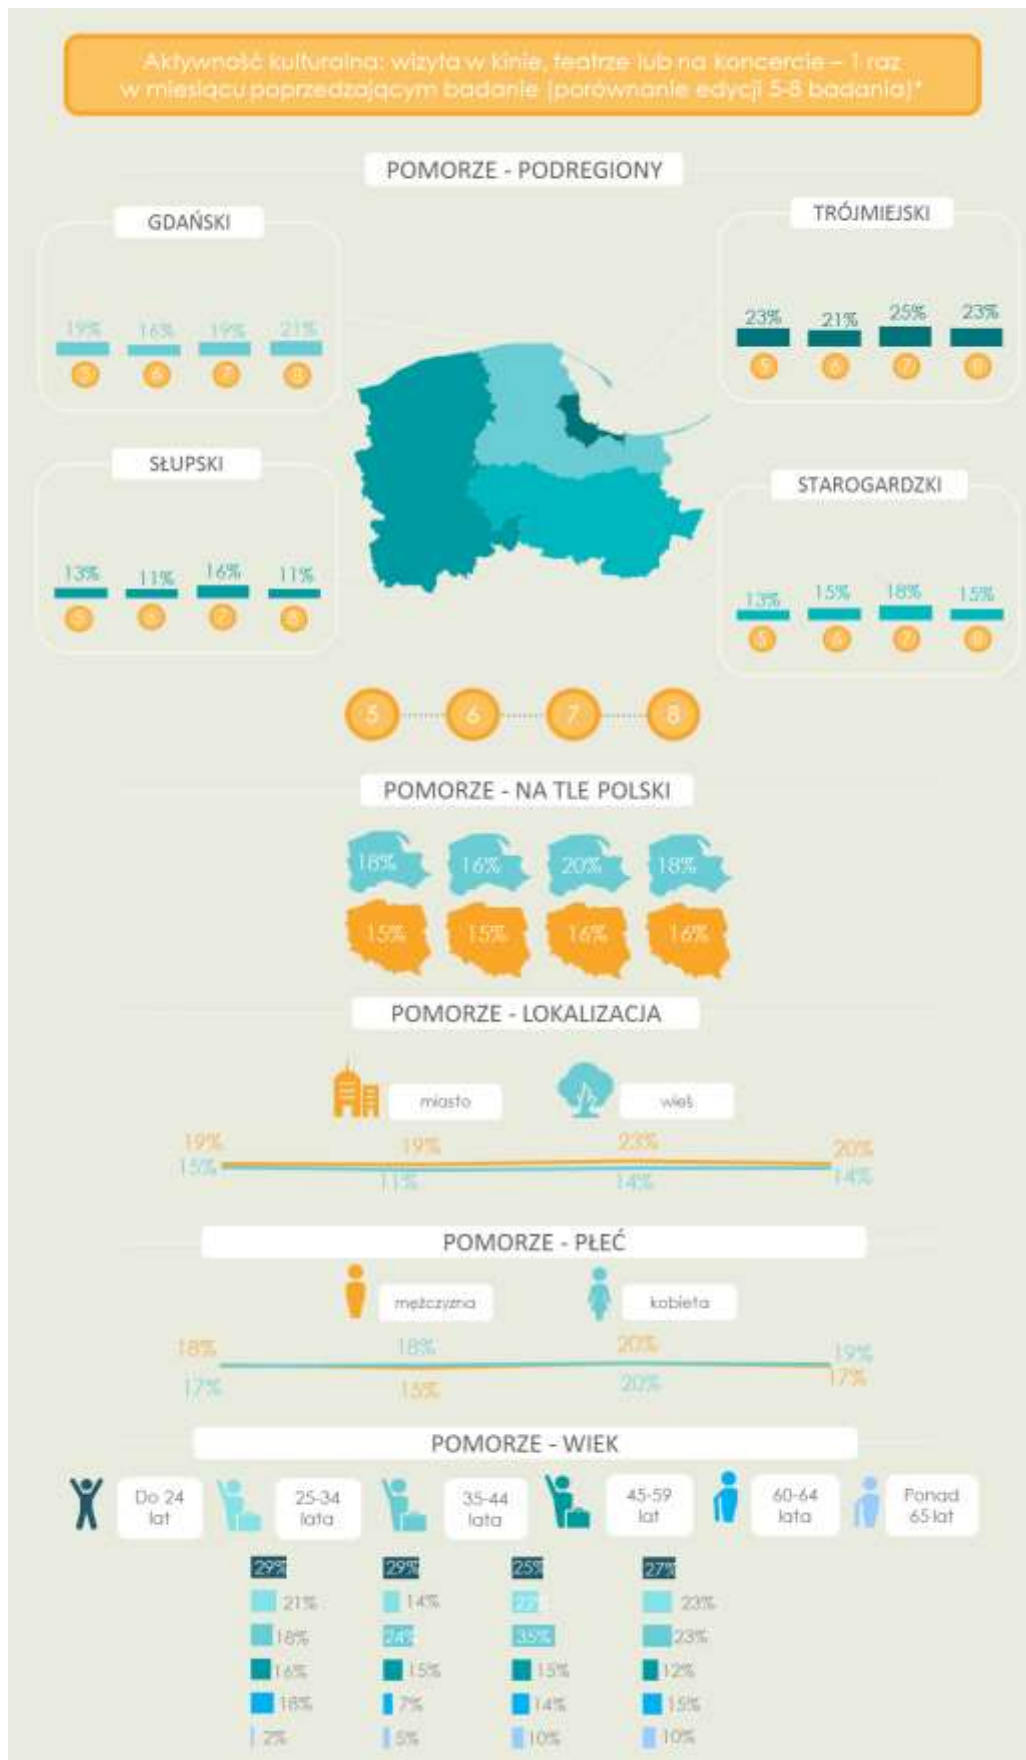 Aktywność kulturalna: wizyta w kinie, teatrze lub na koncercie – 1 raz
w miesiącu poprzedzającym badanie (porównanie edycji 5-8 badania)*
POMORZE - PODREGIONY
GDAŃSKI
19% 16% 19% 21%
5 6 7 8
TRÓJMIEJSKI
23% 21% 25% 23%
5 6 7 8
SŁUPSKI
13% 11% 16% 11%
5 6 7 8
STAROGARDZKI
13% 15% 18% 15%
5 6 7 8
5 6 7 8
POMORZE - NA TLE POLSKI
18% 16% 20% 18%
15% 15% 16% 16%
POMORZE - LOKALIZACJA
miasto wieś
19% 19% 23% 20%
15% 11% 14% 14%
POMORZE - PŁEĆ
mężczyzna kobieta
18% 18% 20% 19%
17% 15% 20% 17%
POMORZE - WIEK
Do 24 lat
25-34 lata
35-44 lata
45-59 lat
60-64 lata
Ponad 65 lat
29% 29% 25% 27%
21% 14% 23%
18% 24% 35% 23%
16% 15% 15% 12%
18% 7% 14% 15%
2% 5% 10% 10%